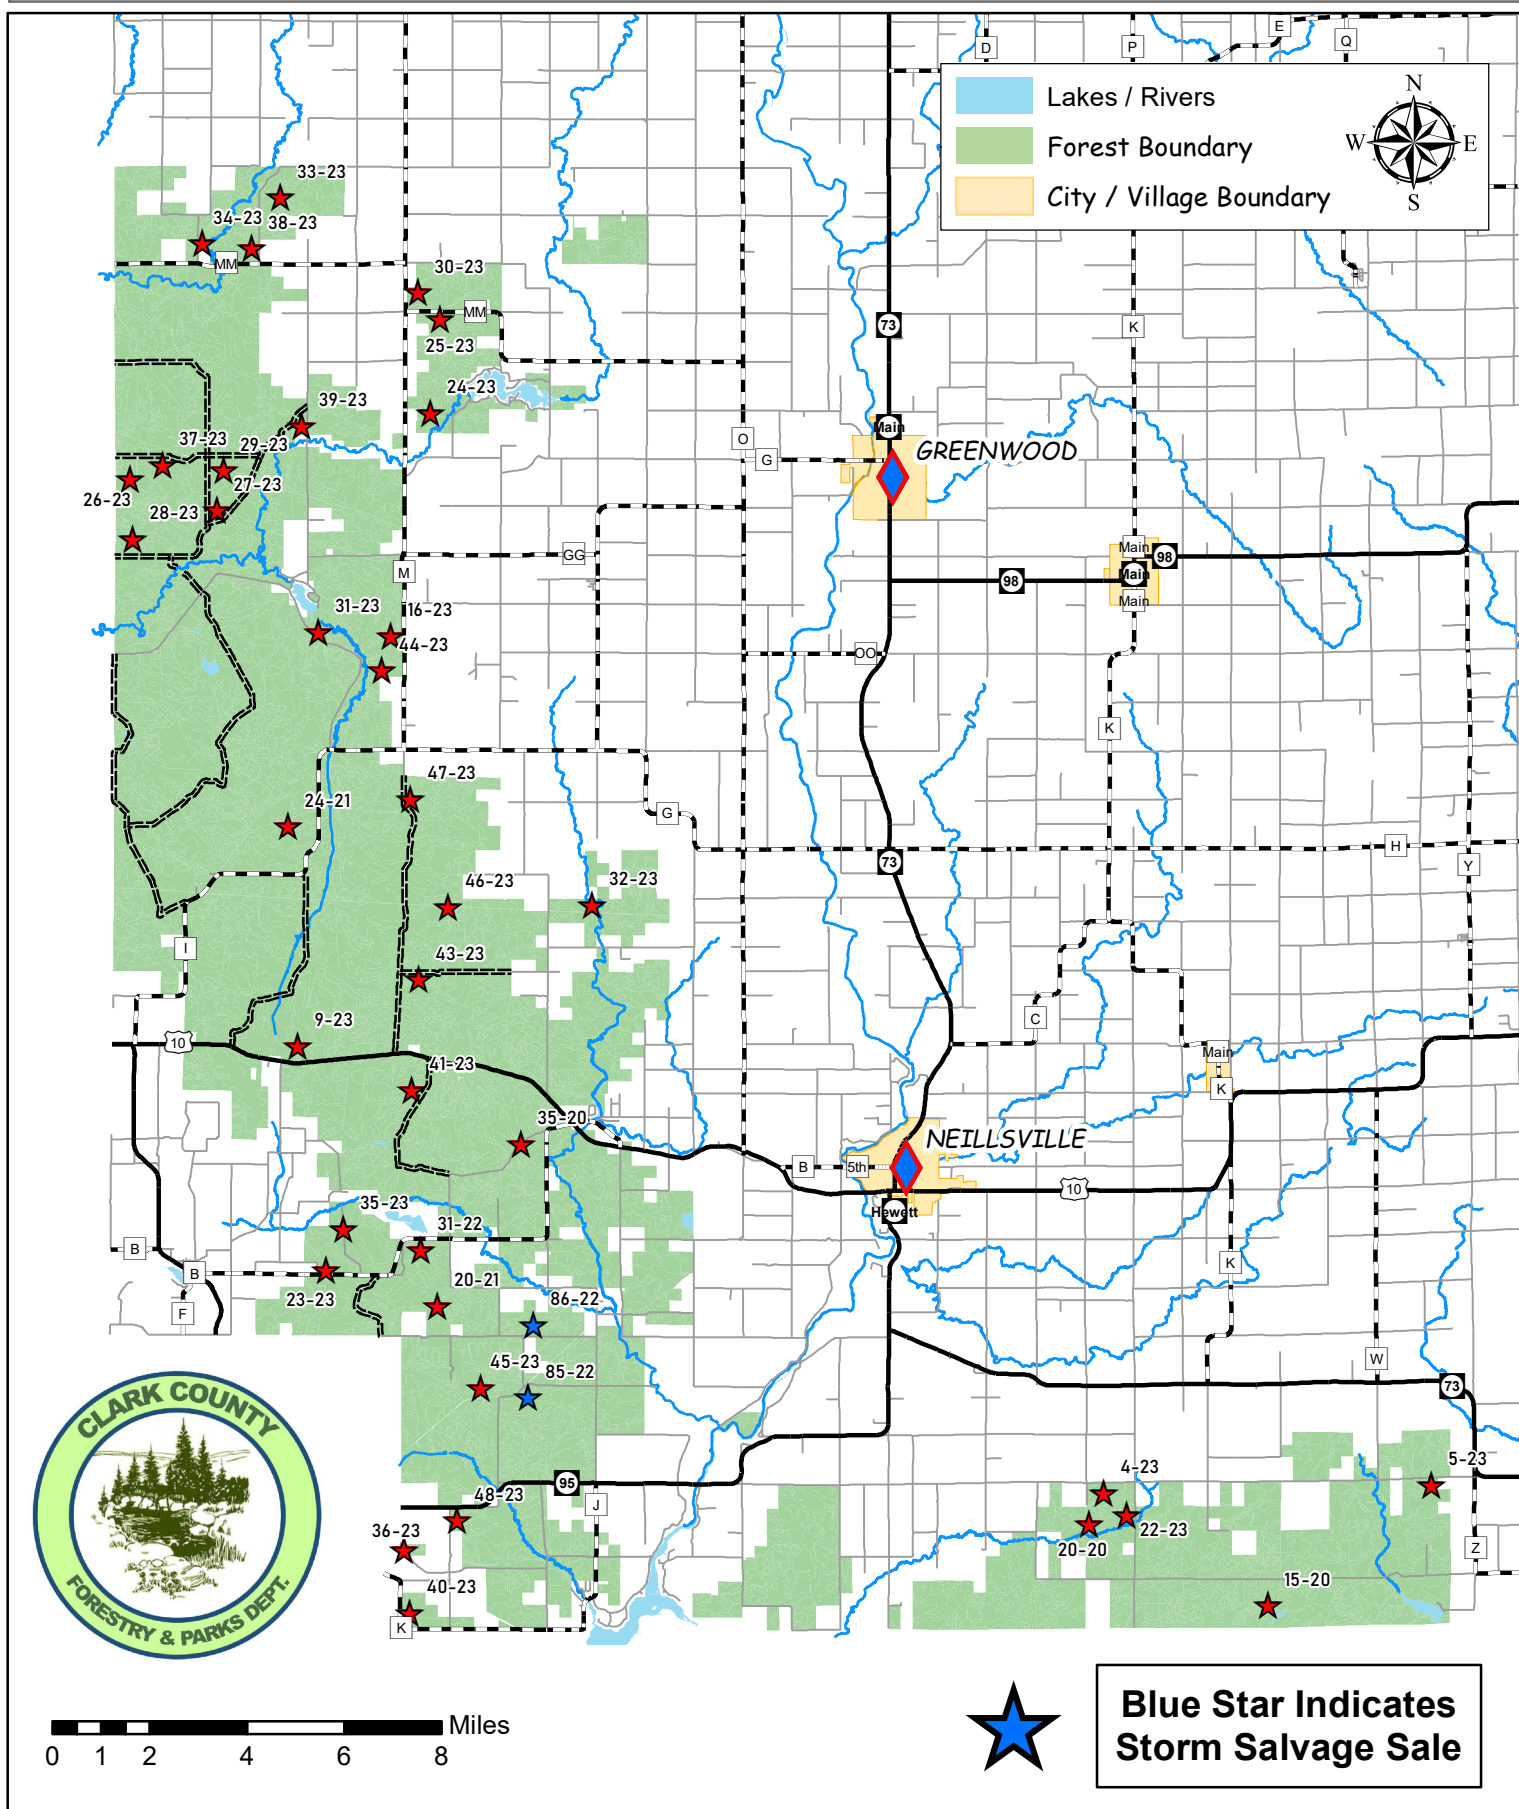 E
D
P
Q
Lakes / Rivers
Forest Boundary
City / Village Boundary
N
W
E
S
33-23
34-23
38-23
MM
30-23
MM
25-23
73
K
24-23
39-23
Main
37-23
29-23
O
G
GREENWOOD
27-23
26-23
28-23
GG
Main
98
M
98
Main
Main
31-23
16-23
44-23
OO
K
47-23
24-21
G
H
73
Y
46-23
32-23
I
43-23
9-23
10
C
Main
41-23
K
35-20
NEILLSVILLE
B
5th
10
35-23
31-22
Hewett
B
B
K
23-23
20-21
86-22
F
45-23
85-22
W
73
CLARK COUNTY
FORESTRY & PARKS DEPT.
95
48-23
J
4-23
5-23
36-23
20-20
22-23
Z
40-23
15-20
K
Blue Star Indicates
Storm Salvage Sale
Miles
0 1 2 4 6 8